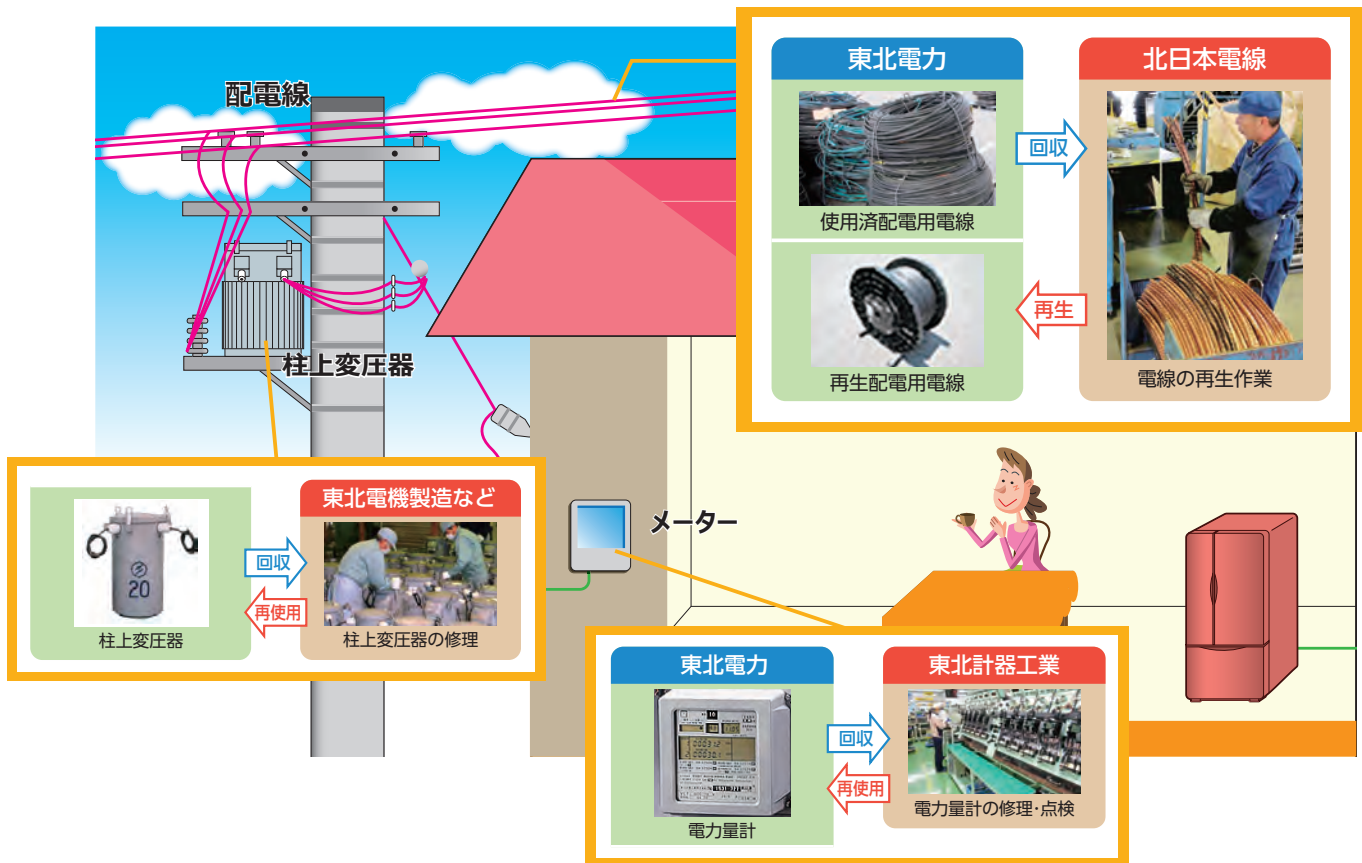 配電線
柱上変圧器
メーター
東北電力
使用済配電用電線
再生配電用電線
回収
再生
北日本電線
電線の再生作業
20
柱上変圧器
回収
再使用
東北電機製造など
柱上変圧器の修理
東北電力
電力量計
回収
再使用
東北計器工業
電力量計の修理・点検